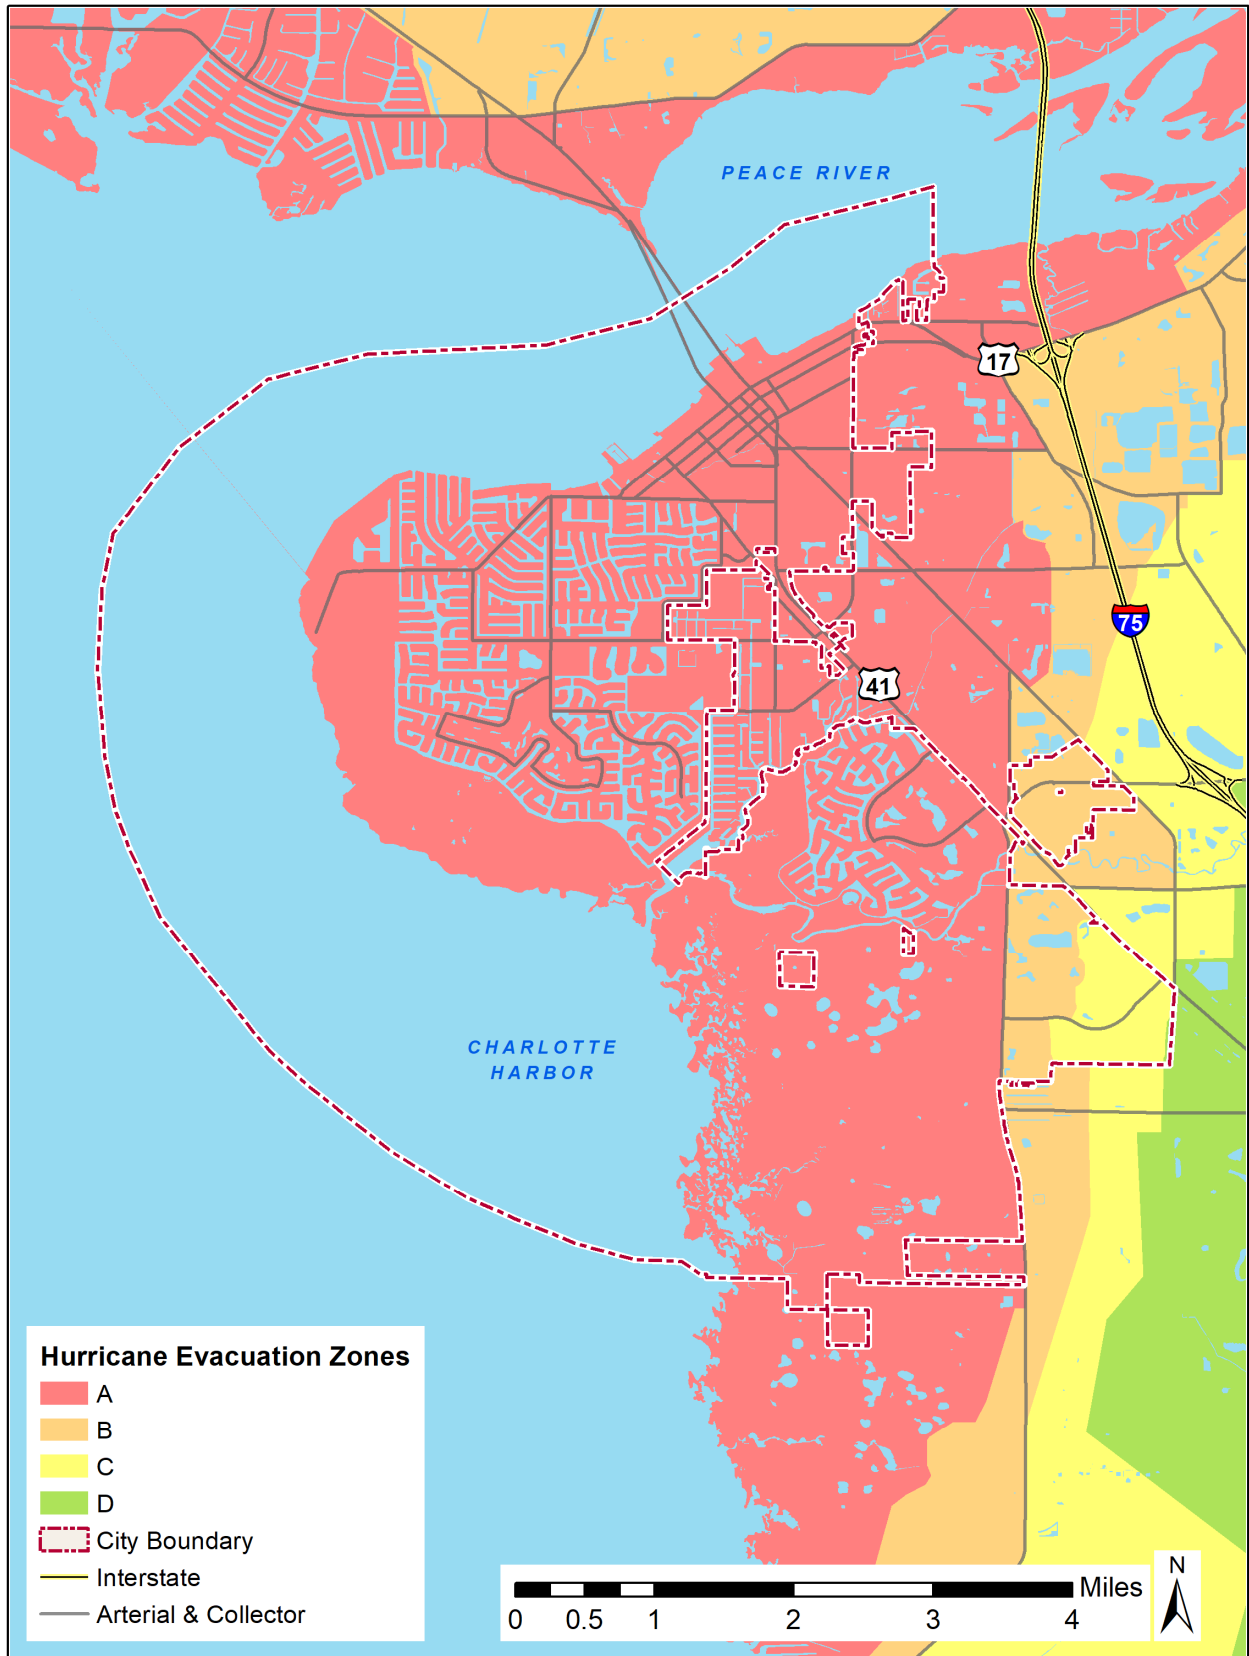 PEACE RIVER
17
75
41
CHARLOTTE
HARBOR
Hurricane Evacuation Zones
A
B
C
D
City Boundary
Interstate
Arterial & Collector
Miles
0 0.5 1 2 3 4
N